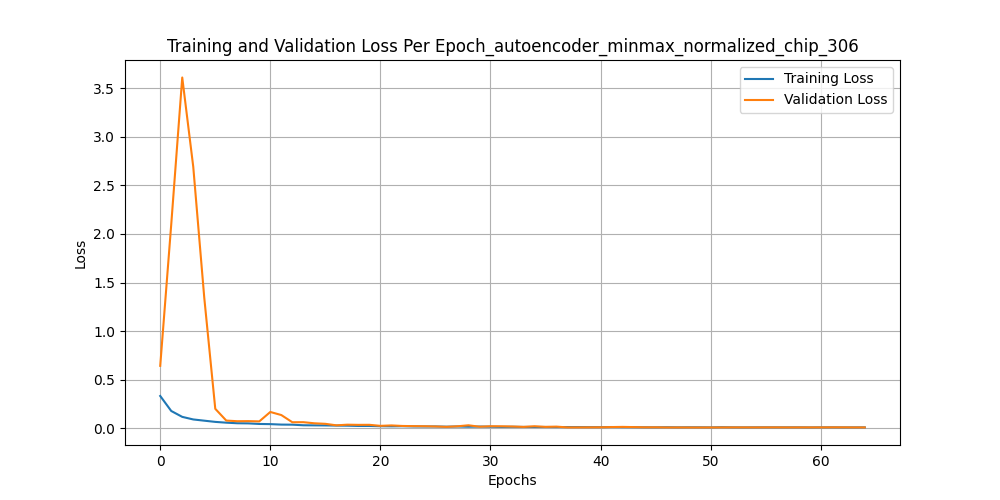 Training and Validation Loss Per Epoch_autoencoder_minmax_normalized_chip_306
Training Loss
Validation Loss
Loss
3.5
3.0
2.5
2.0
1.5
1.0
0.5
0.0
0 10 20 30 40 50 60
Epochs